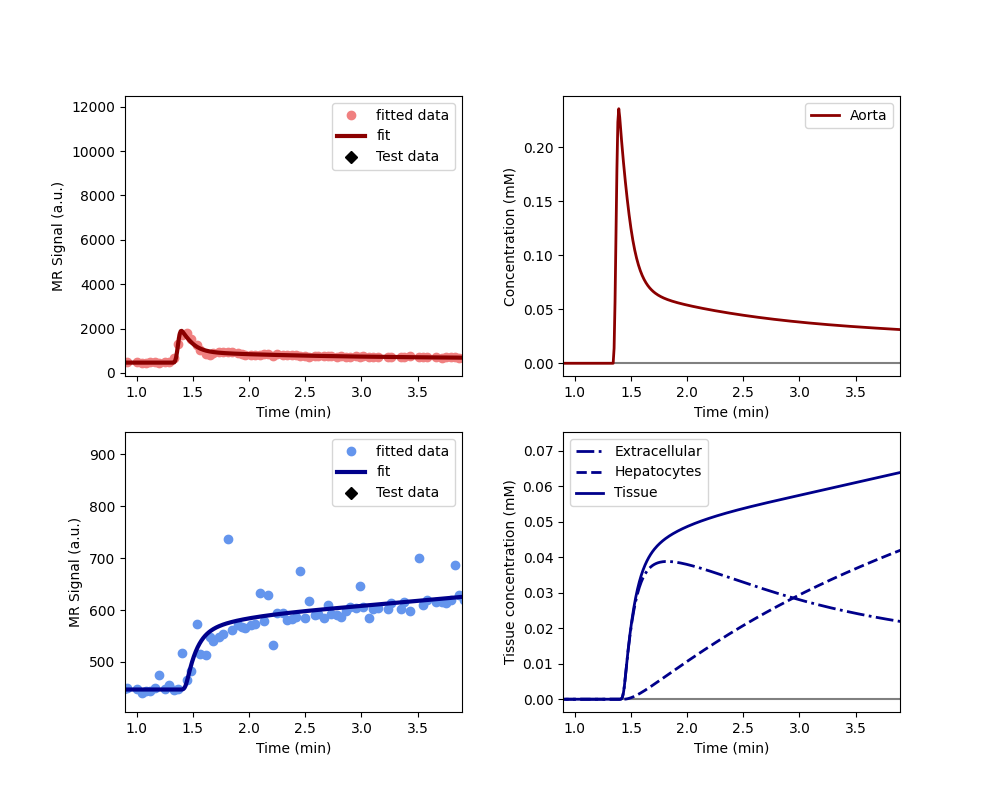 12000
10000
8000
6000
4000
2000
0
MR Signal (a.u.)
fitted data
fit
Test data
1.0 1.5 2.0 2.5 3.0 3.5
Time (min)
0.20
0.15
0.10
0.05
0.00
Concentration (mM)
Aorta
1.0 1.5 2.0 2.5 3.0 3.5
Time (min)
900
800
700
600
500
MR Signal (a.u.)
fitted data
fit
Test data
1.0 1.5 2.0 2.5 3.0 3.5
Time (min)
0.07
0.06
0.05
0.04
0.03
0.02
0.01
0.00
Tissue concentration (mM)
Extracellular
Hepatocytes
Tissue
1.0 1.5 2.0 2.5 3.0 3.5
Time (min)